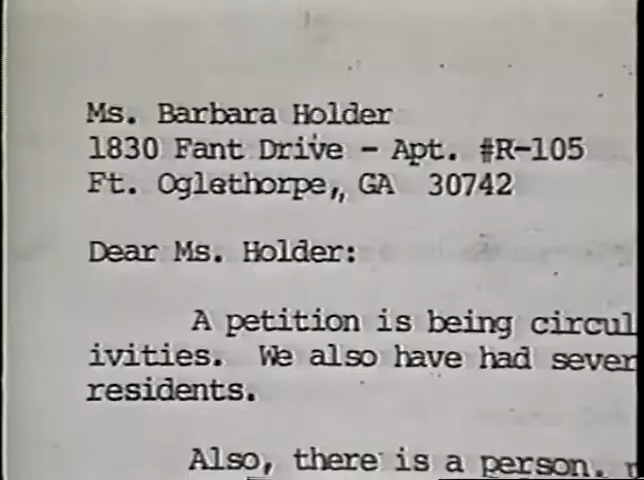 Ms. Barbara Holder
1830 Fant Drive - Apt. #R-105
Ft. Oglethorpe,, GA 30742
Dear Ms. Holder:
A petition is being circul
ivities. We also have had sever
residents.
Also, there is a person,